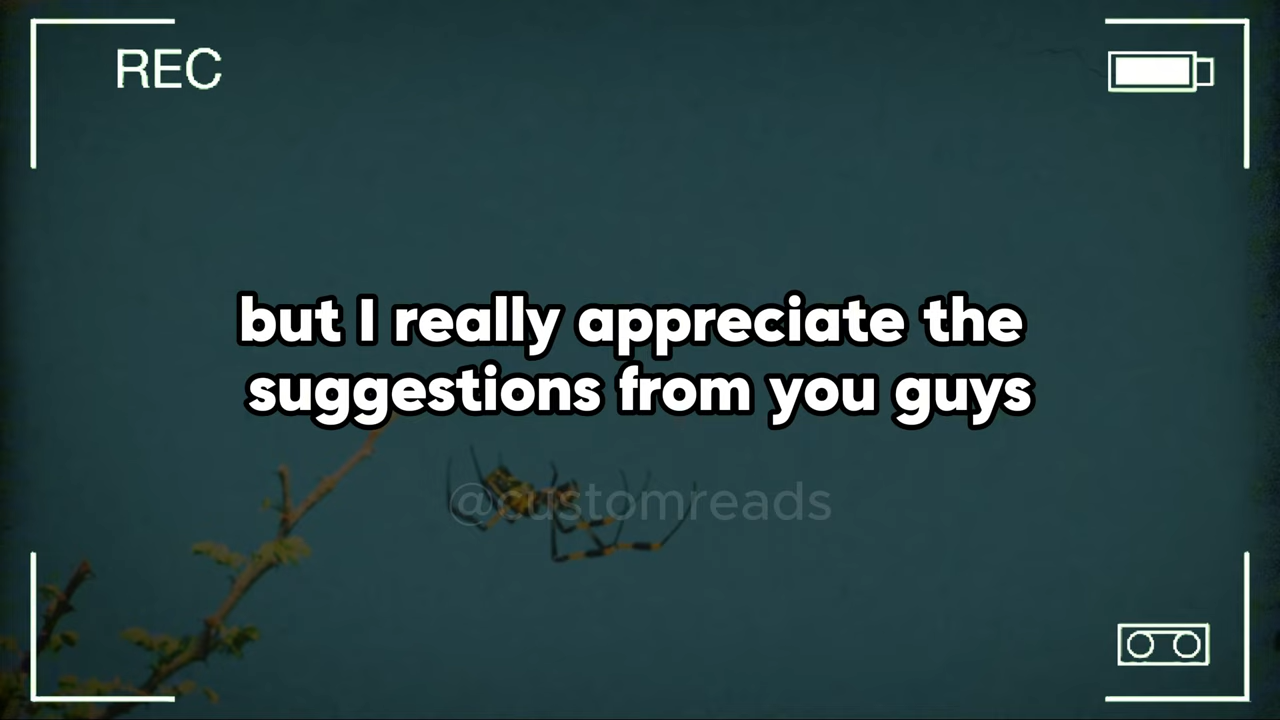 REC
but I really appreciate the
suggestions from you guys
@customreads